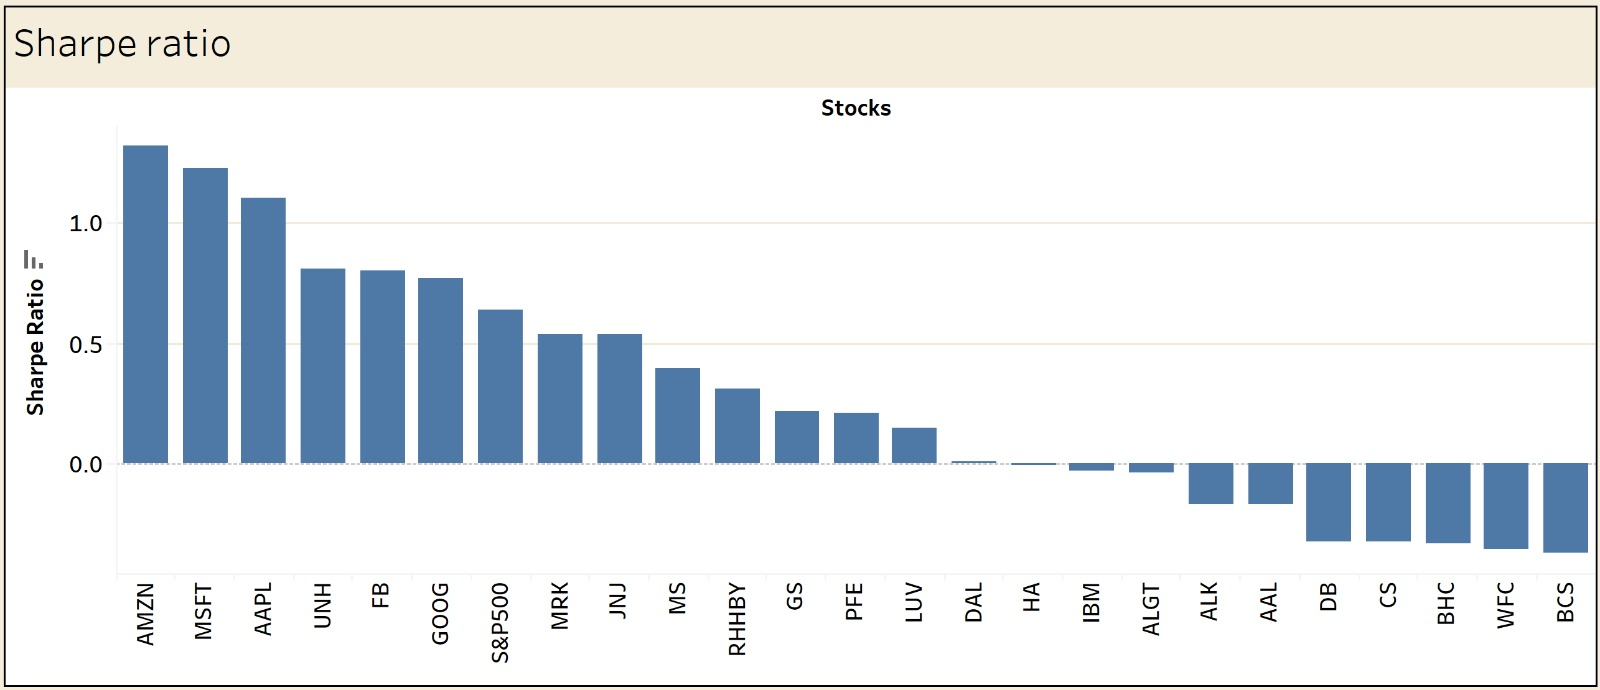 Sharpe ratio
Stocks
Sharpe Ratio
1.0
0.5
0.0
AMZN
MSFT
AAPL
UNH
FB
GOOG
S&P500
MRK
JNJ
MS
RHHBY
GS
PFE
LUV
DAL
HA
IBM
ALGT
ALK
AAL
DB
CS
BHC
WFC
BCS